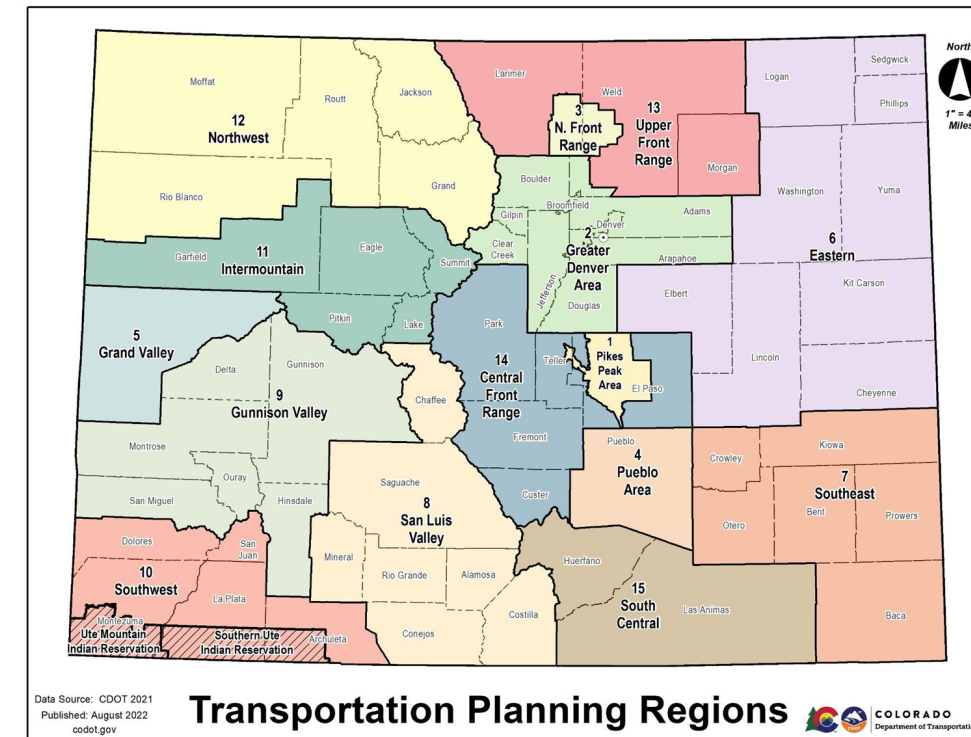 North
1" = 4
Miles
Moffat
Routt
Jackson
Larimer
Weld
Logan
Sedgwick
Phillips
12
Northwest
3
N. Front
Range
13
Upper
Front
Range
Morgan
Washington
Yuma
Rio Blanco
Grand
Boulder
Broomfield
Gilpin
Denver
Adams
Clear
Creek
2
Greater
Denver
Area
Arapahoe
Jefferson
Douglas
6
Eastern
Garfield
11
Intermountain
Eagle
Summit
Pitkin
Lake
Elbert
Kit Carson
Lincoln
Cheyenne
5
Grand Valley
Park
Teller
1
Pikes
Peak
Area
El Paso
14
Central
Front
Range
Delta
Gunnison
9
Gunnison Valley
Chaffee
Fremont
Pueblo
4
Pueblo
Area
Crowley
Kiowa
7
Southeast
Montrose
Ouray
San Miguel
Hinsdale
Saguache
8
San Luis
Valley
Custer
Otero
Bent
Prowers
Dolores
San
Juan
10
Southwest
Mineral
Rio Grande
Alamosa
Huerfano
15
South
Central
Las Animas
Baca
La Plata
Montezuma
Ute Mountain
Indian Reservation
Southern Ute
Indian Reservation
Archuleta
Conejos
Costilla
Data Source: CDOT 2021
Published: August 2022
codot.gov
Transportation Planning Regions
COLORADO
Department of Transportatio